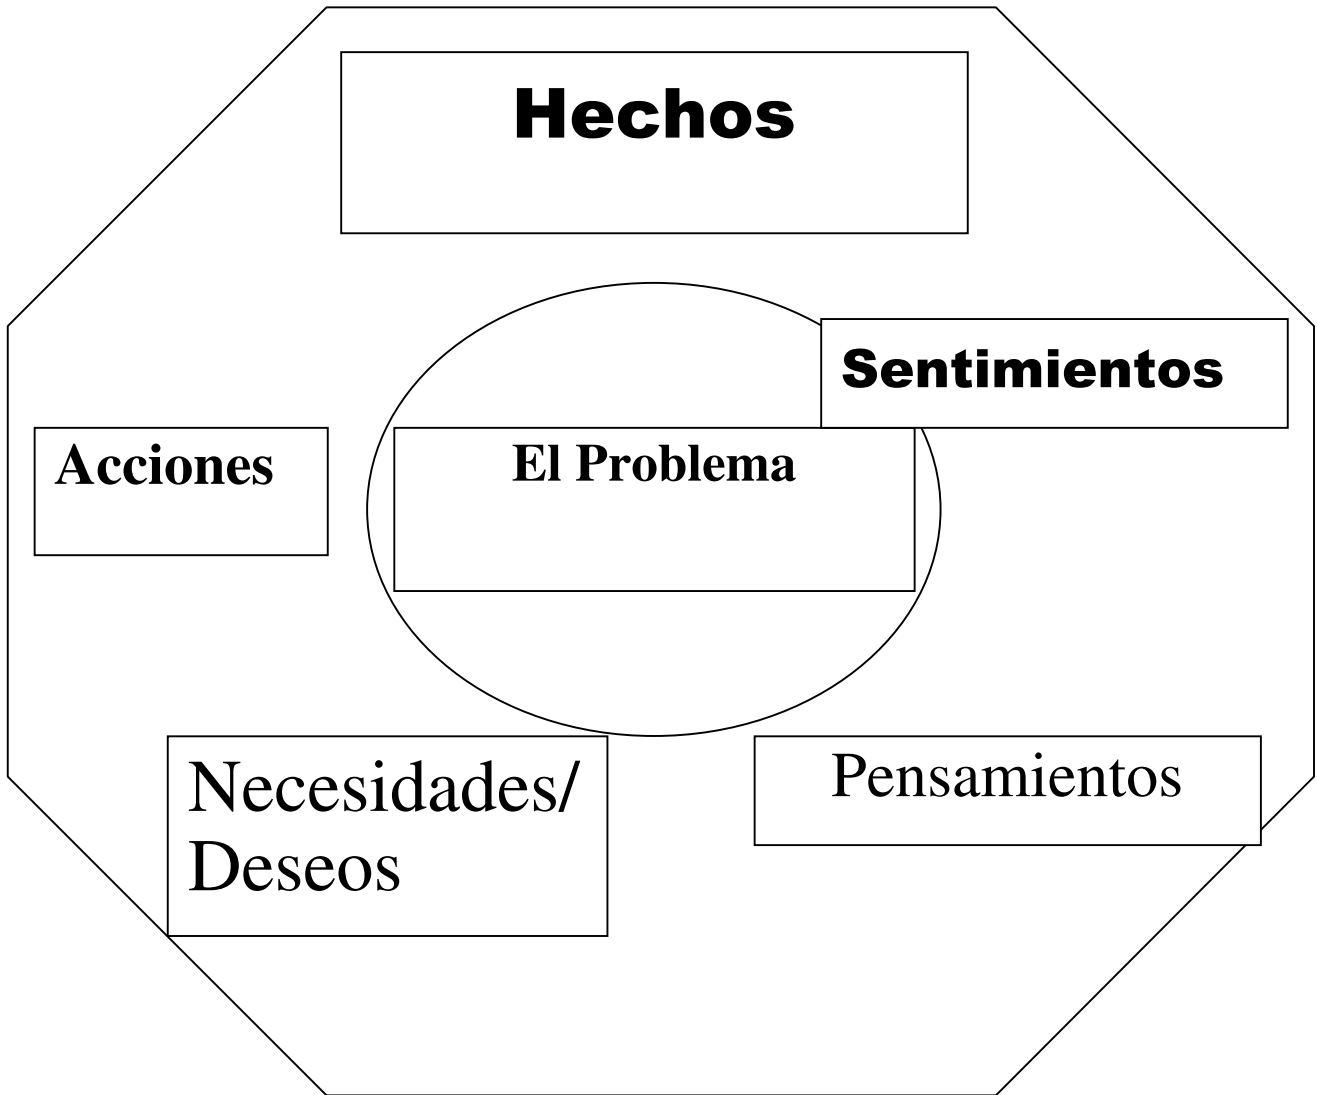 Hechos
Sentimientos
Acciones
El Problema
Necesidades/
Deseos
Pensamientos